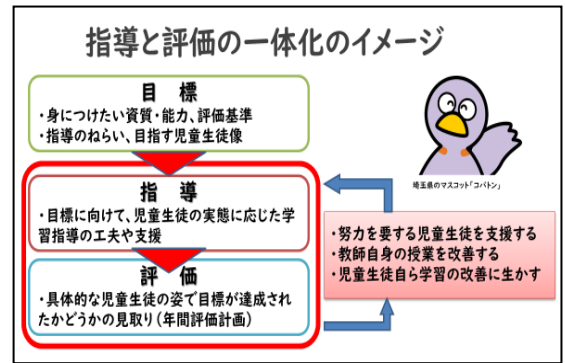 指導と評価の一体化のイメージ
目 標
・身につけたい資質・能力、評価基準
・指導のねらい、目指す児童生徒像
指 導
・目標に向けて、児童生徒の実態に応じた学
習指導の工夫や支援
評 価
・具体的な児童生徒の姿で目標が達成され
たかどうかの見取り(年間評価計画)
埼玉県のマスコット「コバトン」
・努力を要する児童生徒を支援する
・教師自身の授業を改善する
・児童生徒自ら学習の改善に生かす